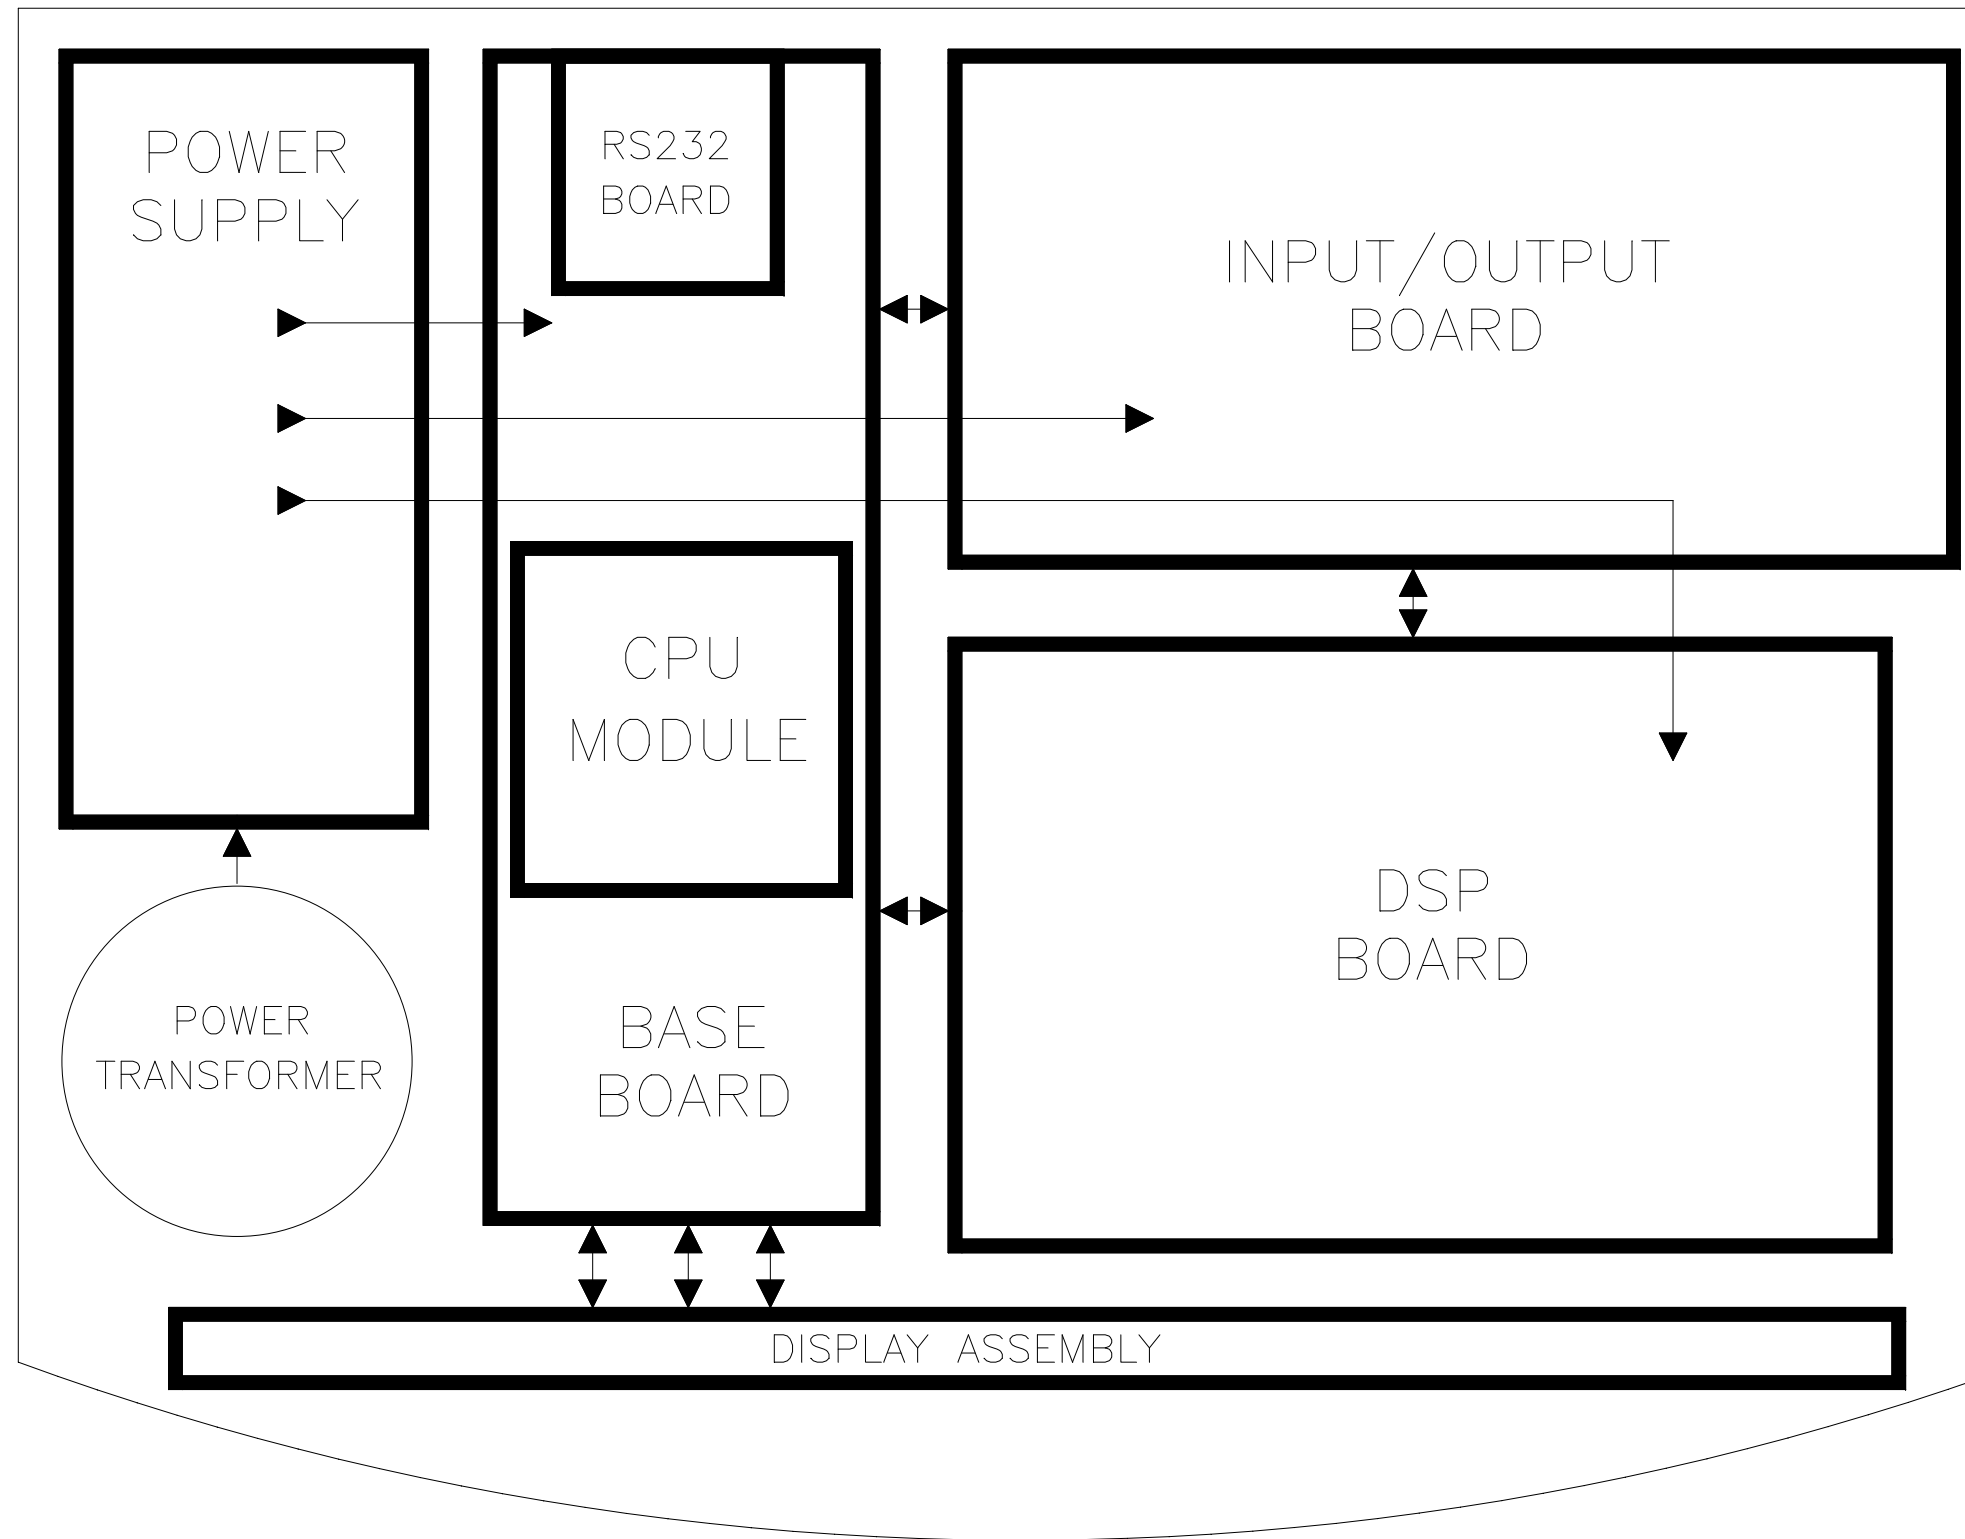 POWER
SUPPLY
RS232
BOARD
INPUT/OUTPUT
BOARD
CPU
MODULE
DSP
BOARD
POWER
TRANSFORMER
BASE
BOARD
DISPLAY ASSEMBLY